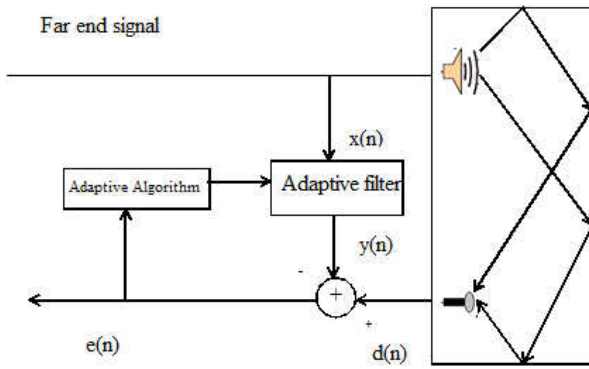 Far end signal
x(n)
Adaptive Algorithm
Adaptive filter
y(n)
-
+
+
e(n)
d(n)